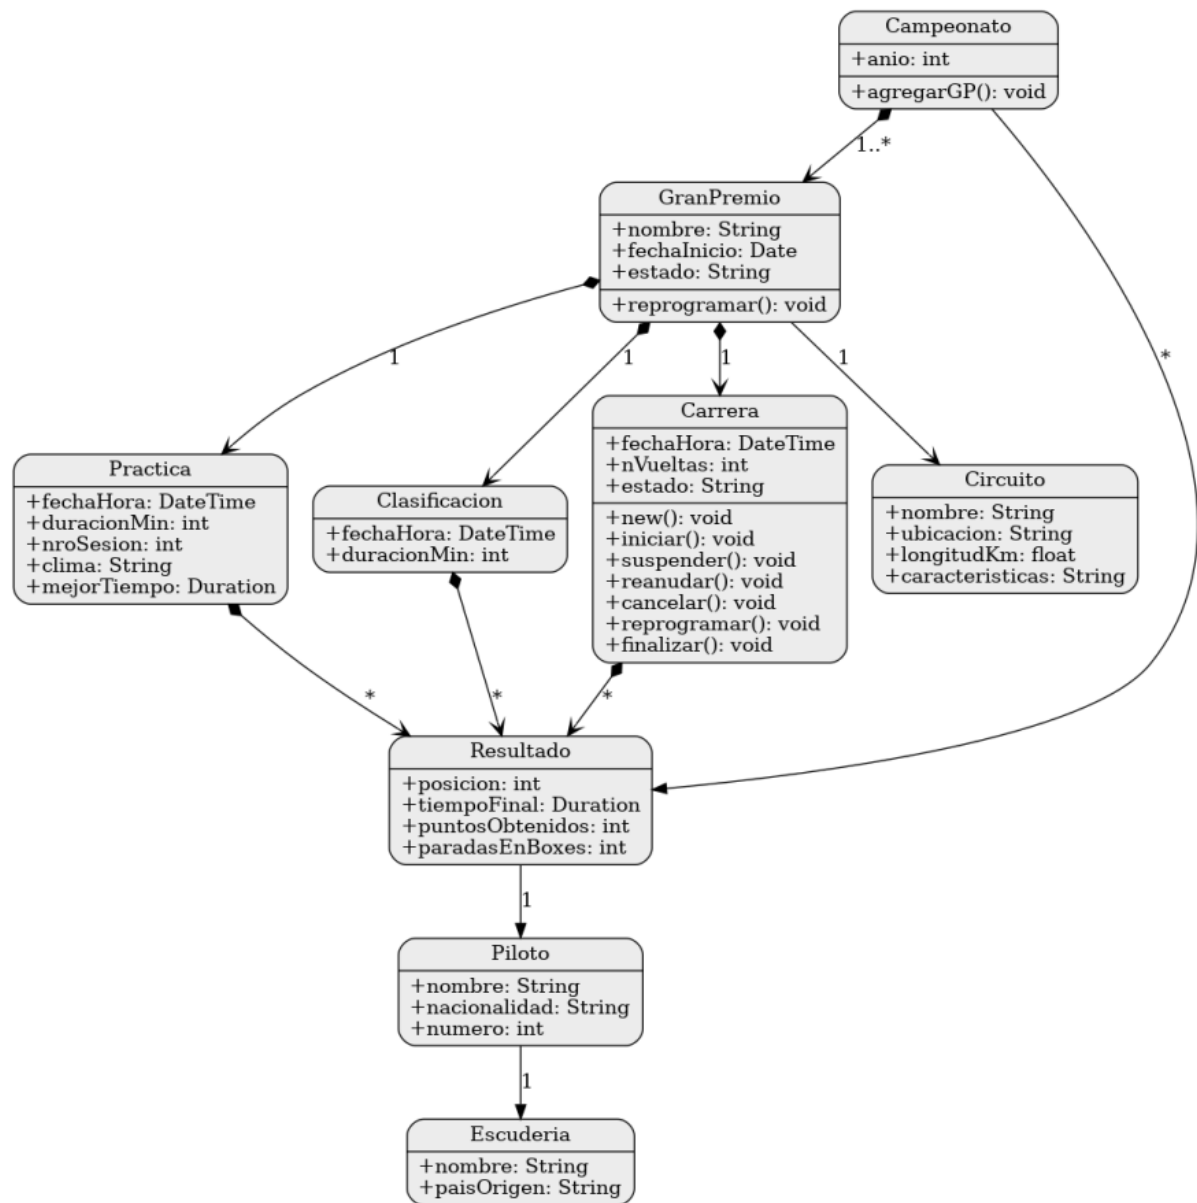 Campeonato
+anio: int
+agregarGP(): void
1..*
GranPremio
+nombre: String
+fechaInicio: Date
+estado: String
+reprogramar(): void
1
1
1
1
*
Practica
+fechaHora: DateTime
+duracionMin: int
+nroSesion: int
+clima: String
+mejorTiempo: Duration
Clasificacion
+fechaHora: DateTime
+duracionMin: int
Carrera
+fechaHora: DateTime
+nVueltas: int
+estado: String
+new(): void
+iniciar(): void
+suspender(): void
+reanudar(): void
+cancelar(): void
+reprogramar(): void
+finalizar(): void
Circuito
+nombre: String
+ubicacion: String
+longitudKm: float
+caracteristicas: String
*
*
*
Resultado
+posicion: int
+tiempoFinal: Duration
+puntosObtenidos: int
+paradasEnBoxes: int
1
Piloto
+nombre: String
+nacionalidad: String
+numero: int
1
Escuderia
+nombre: String
+paisOrigen: String